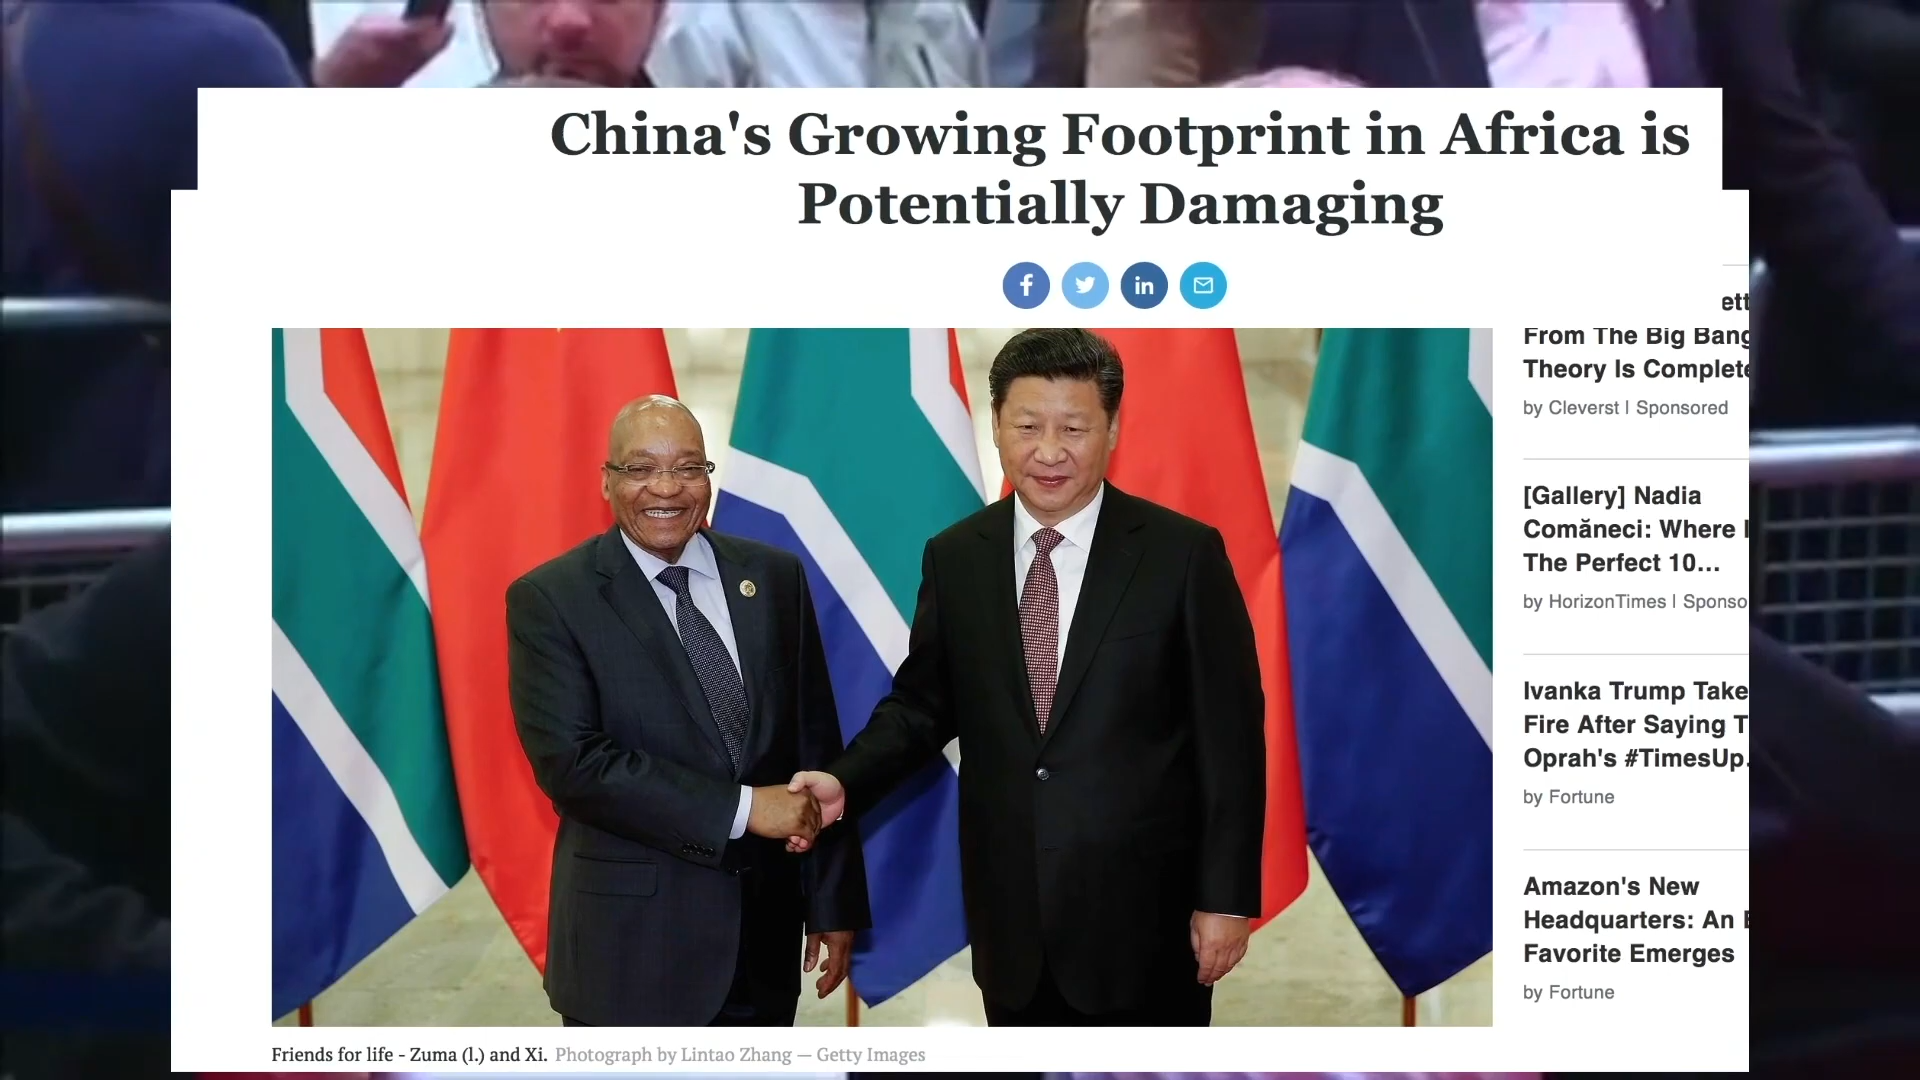 China's Growing Footprint in Africa is
Potentially Damaging
f
in
Friends for life - Zuma (l.) and Xi. Photograph by Lintao Zhang — Getty Images
ett
From The Big Bang
Theory Is Complete
by Cleverst | Sponsored
[Gallery] Nadia
Comăneci: Where I
The Perfect 10...
by HorizonTimes | Sponso
Ivanka Trump Take
Fire After Saying T
Oprah's #TimesUp.
by Fortune
Amazon's New
Headquarters: An E
Favorite Emerges
by Fortune